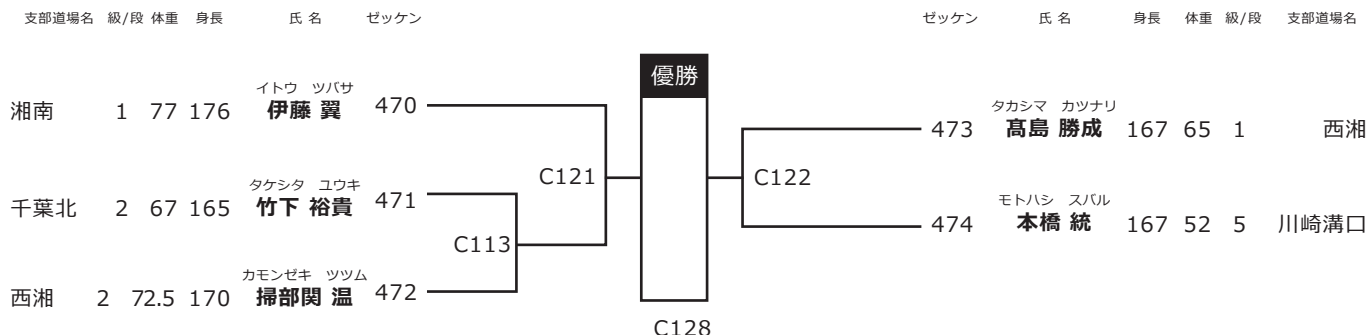 支部道場名 級/段 体重 身長 氏 名 ゼッケン
ゼッケン 氏 名 身長 体重 級/段 支部道場名
優勝
イトウ ツバサ
湘南 1 77 176 伊藤 翼 470
タカシマ カツナリ
473 髙島 勝成 167 65 1 西湘
C121
C122
タケシタ ユウキ
千葉北 2 67 165 竹下 裕貴 471
モトハシ スバル
474 本橋 統 167 52 5 川崎溝口
C113
カモンゼキ ツツム
西湘 2 72.5 170 掃部関 温 472
C128